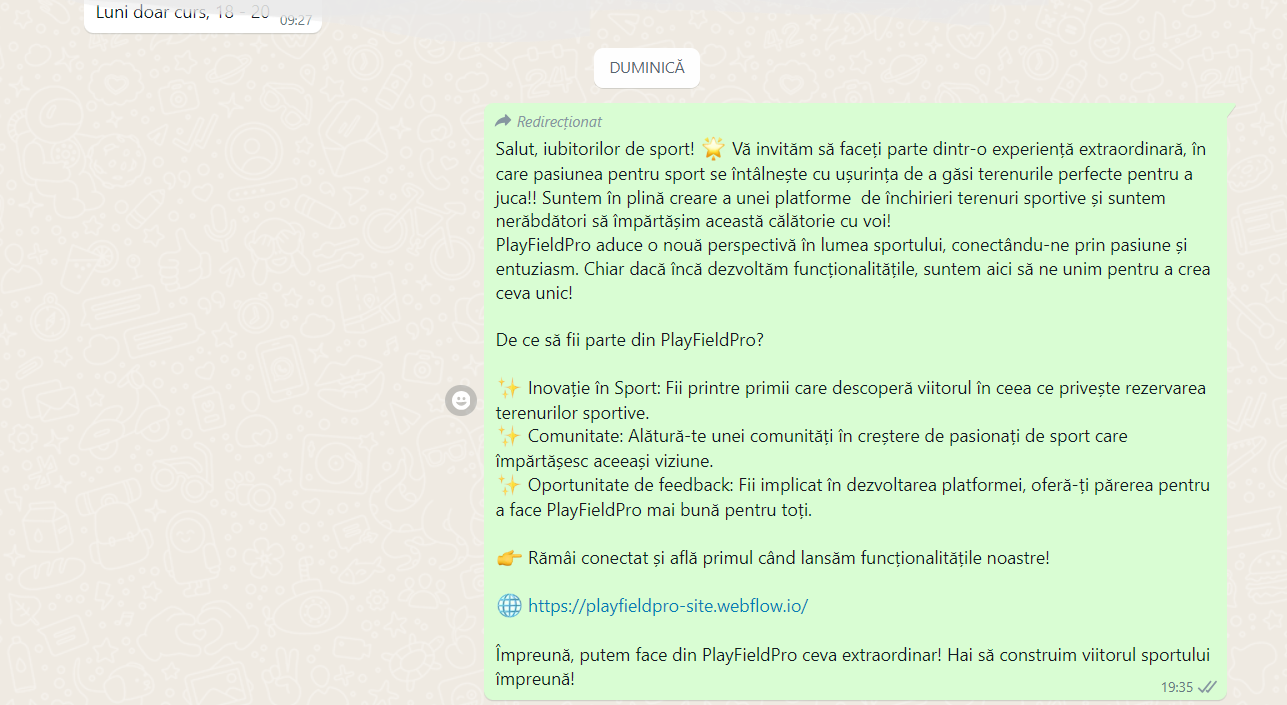 Luni doar curs, 18 - 20 09:27
DUMINICĂ
Redirecționat
Salut, iubitorilor de sport! 🌟 Vă invităm să faceți parte dintr-o experiență extraordinară, în
care pasiunea pentru sport se întâlnește cu ușurința de a găsi terenurile perfecte pentru a
juca!! Suntem în plină creare a unei platforme  de închirieri terenuri sportive și suntem
nerăbdători să împărtășim această călătorie cu voi!
PlayFieldPro aduce o nouă perspectivă în lumea sportului, conectându-ne prin pasiune și
entuziasm. Chiar dacă încă dezvoltăm funcționalitățile, suntem aici să ne unim pentru a crea
ceva unic!
De ce să fii parte din PlayFieldPro?
✨ Inovație în Sport: Fii printre primii care descoperă viitorul în ceea ce privește rezervarea
terenurilor sportive.
✨ Comunitate: Alătură-te unei comunități în creștere de pasionați de sport care
împărtășesc aceeași viziune.
✨ Oportunitate de feedback: Fii implicat în dezvoltarea platformei, oferă-ți părerea pentru
a face PlayFieldPro mai bună pentru toți.
👉 Rămâi conectat și află primul când lansăm funcționalitățile noastre!
🌐 https://playfieldpro-site.webflow.io/
Împreună, putem face din PlayFieldPro ceva extraordinar! Hai să construim viitorul sportului
împreună!
19:35